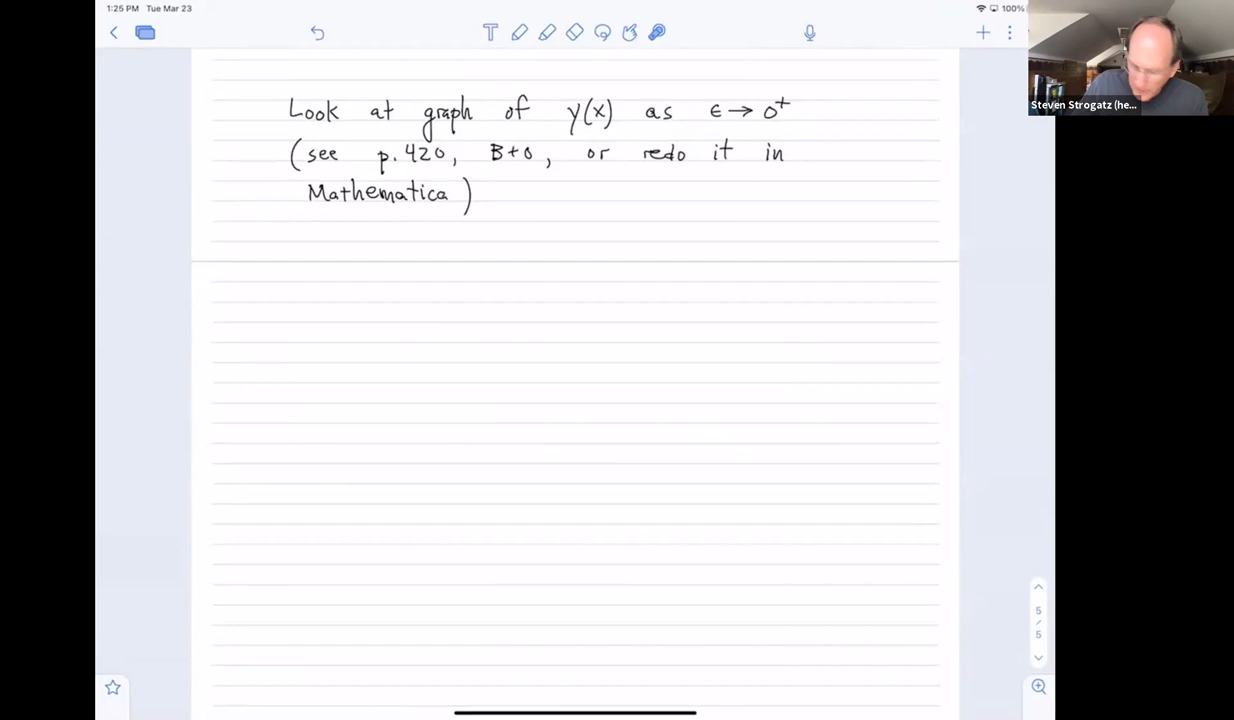 1:25 PM Tue Mar 23
100%
Steven Strogatz (he...
Look at graph of y(x) as ϵ → 0⁺
(see p. 420, B+O, or redo it in
Mathematica)
5
/
5